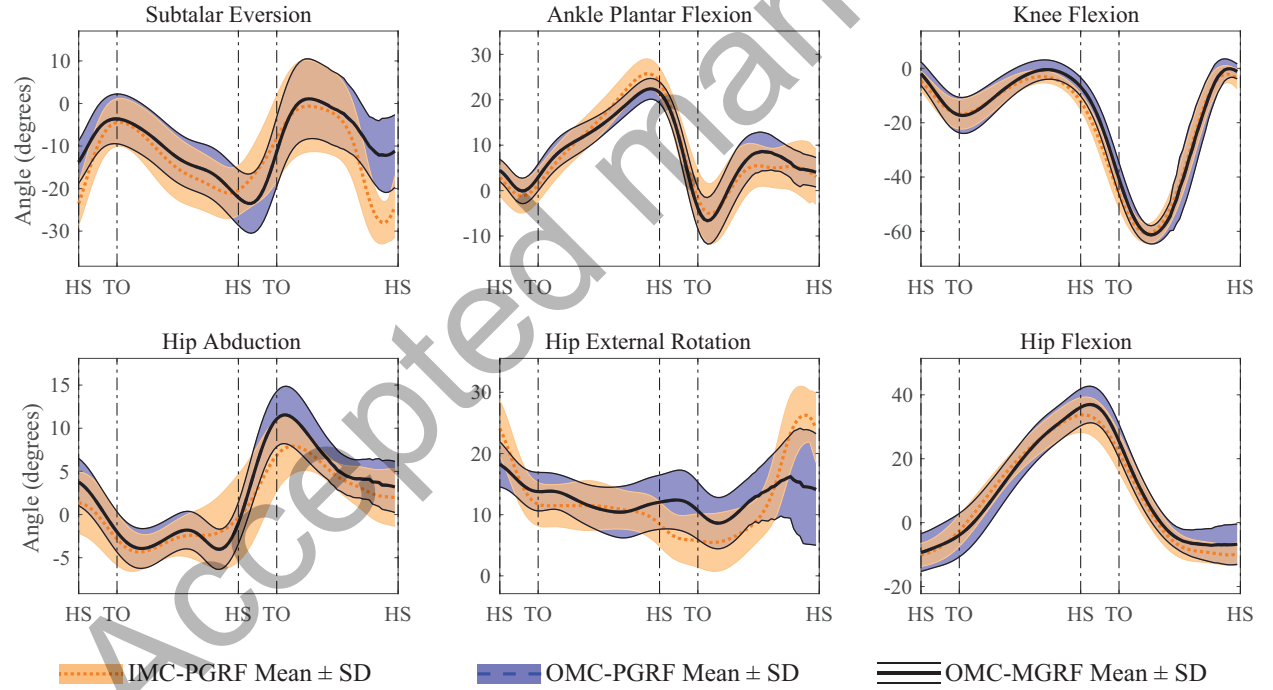 Subtalar Eversion Ankle Plantar Flexion Knee Flexion
Angle (degrees)
10
0
-10
-20
-30
HS TO HS TO HS
30
20
10
0
-10
HS TO HS TO HS
0
-20
-40
-60
HS TO HS TO HS
Hip Abduction Hip External Rotation Hip Flexion
Angle (degrees)
15
10
5
0
-5
HS TO HS TO HS
30
20
10
0
HS TO HS TO HS
40
20
0
-20
HS TO HS TO HS
IMC-PGRF Mean ± SD OMC-PGRF Mean ± SD OMC-MGRF Mean ± SD
Accepted man